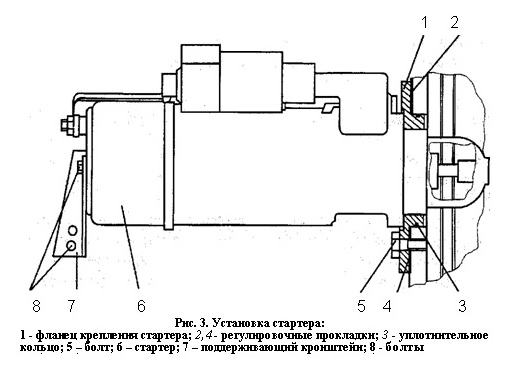 1 2
8 7 6 5 4 3
Рис. 3. Установка стартера:
1 - фланец крепления стартера; 2,4- регулировочные прокладки; 3 - уплотнительное
кольцо; 5 – болт; 6 – стартер; 7 – поддерживающий кронштейн; 8 - болты